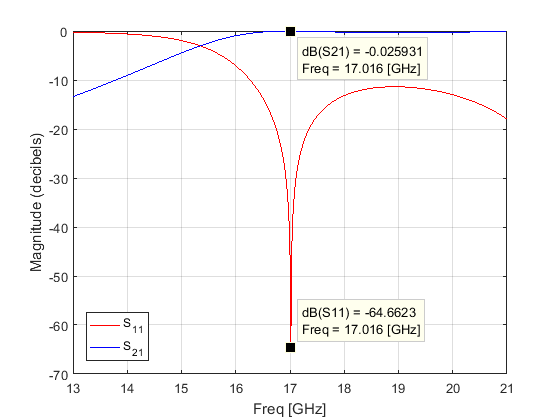 0
-10
-20
-30
-40
-50
-60
-70
Magnitude (decibels)
dB(S21) = -0.025931
Freq = 17.016 [GHz]
dB(S11) = -64.6623
Freq = 17.016 [GHz]
S11
S21
13 14 15 16 17 18 19 20 21
Freq [GHz]